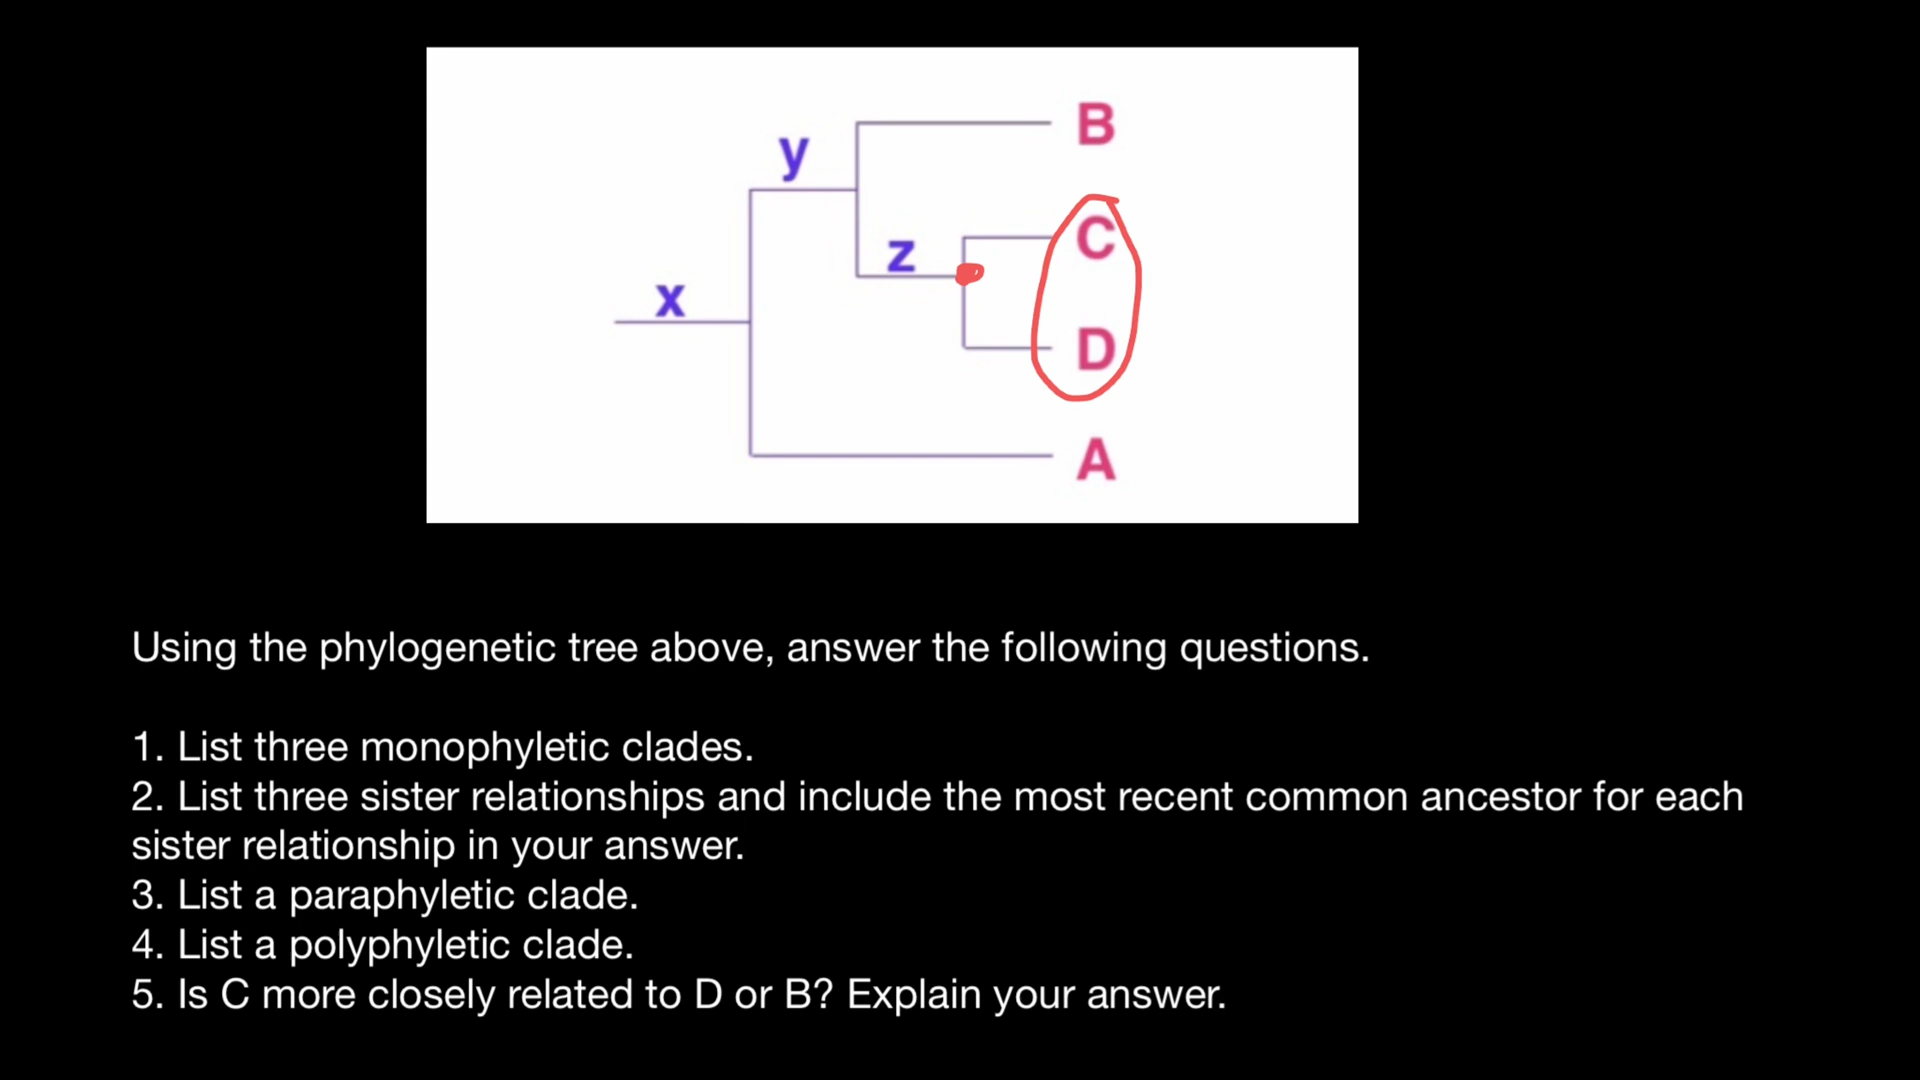 B
y
C
z
x
D
A
Using the phylogenetic tree above, answer the following questions.
1. List three monophyletic clades.
2. List three sister relationships and include the most recent common ancestor for each
sister relationship in your answer.
3. List a paraphyletic clade.
4. List a polyphyletic clade.
5. Is C more closely related to D or B? Explain your answer.